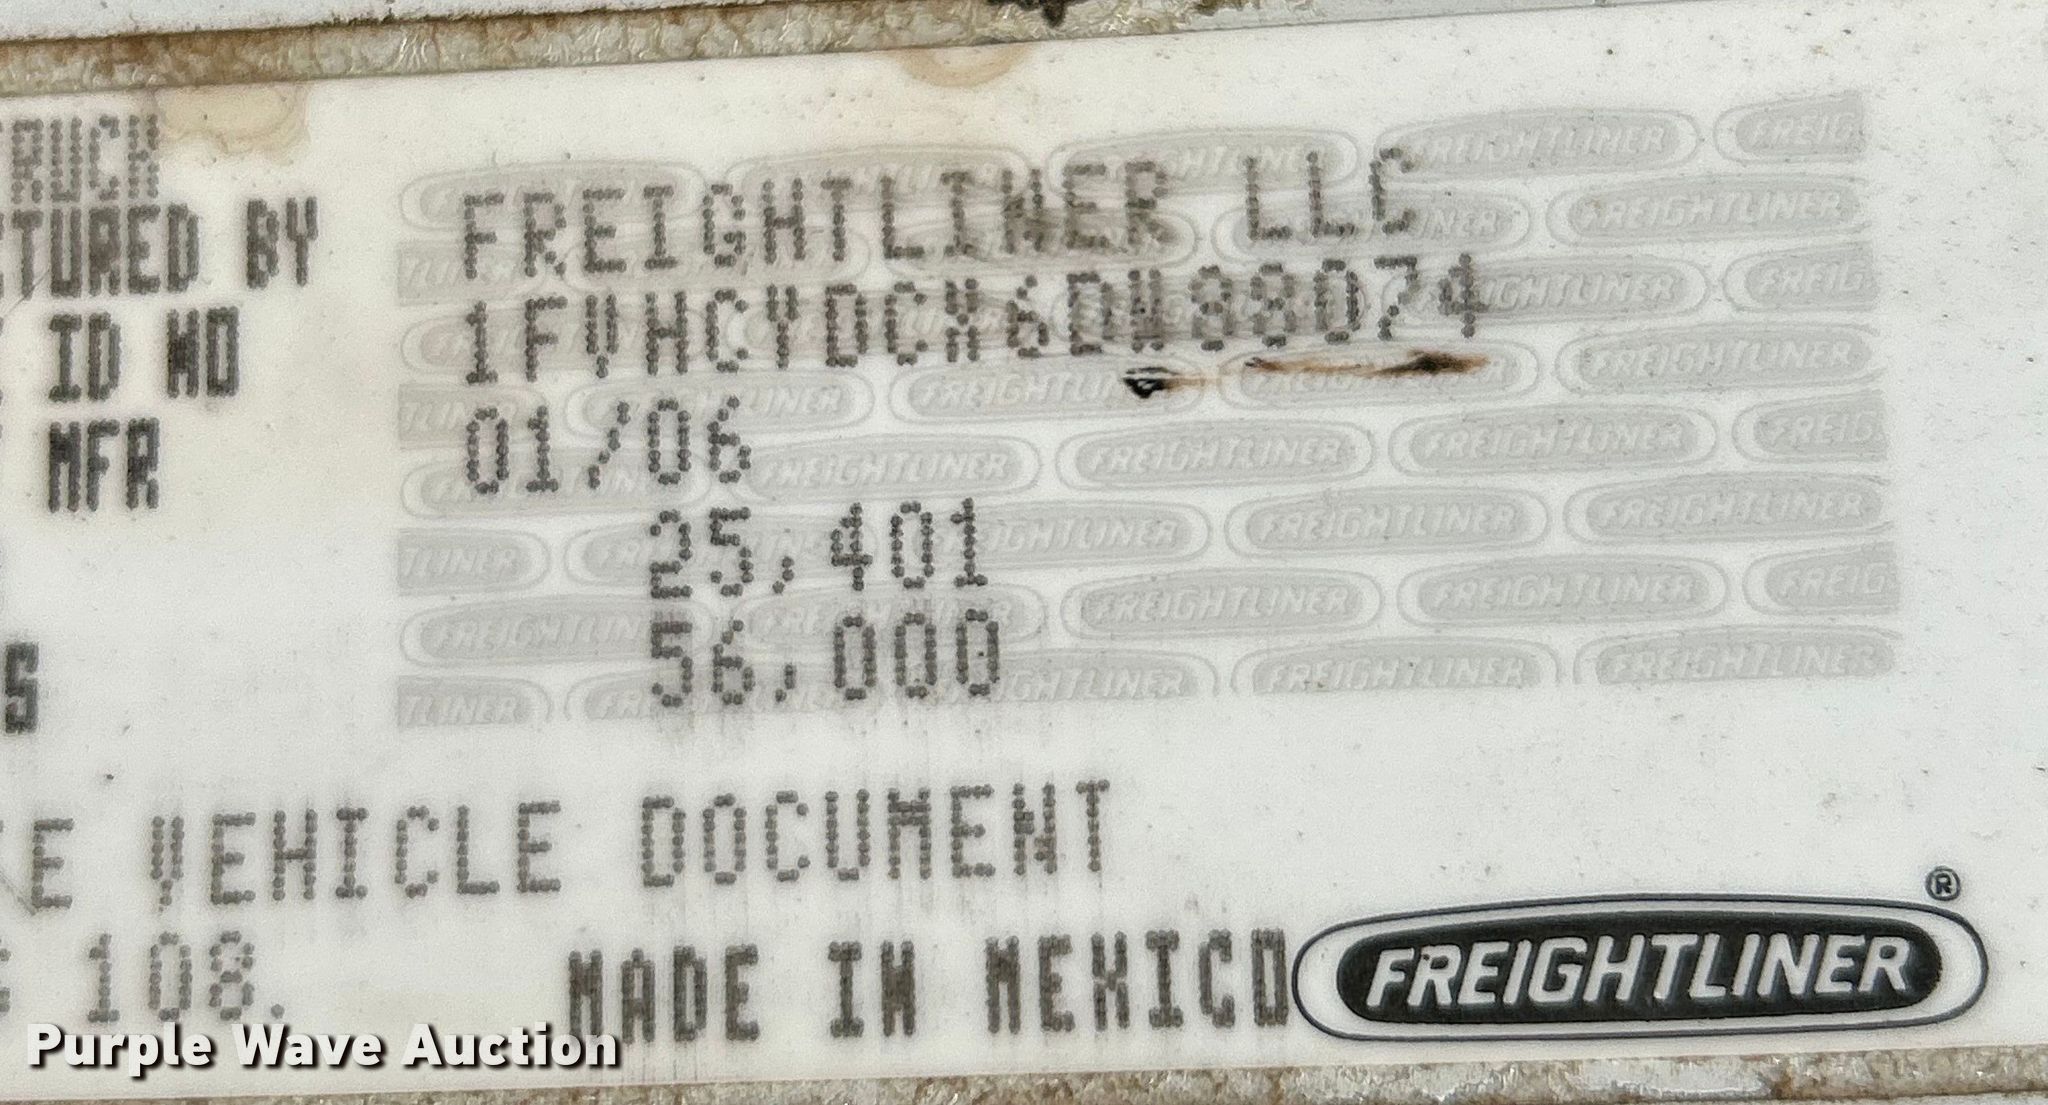 RUCK
TURED BY FREIGHTLINER LLC
ID NO 1FVHCYDCX6DW88074
MFR 01/06
25,401
S 56,000
E VEHICLE DOCUMENT
108. MADE IN MEXICO FREIGHTLINER®
Purple Wave Auction